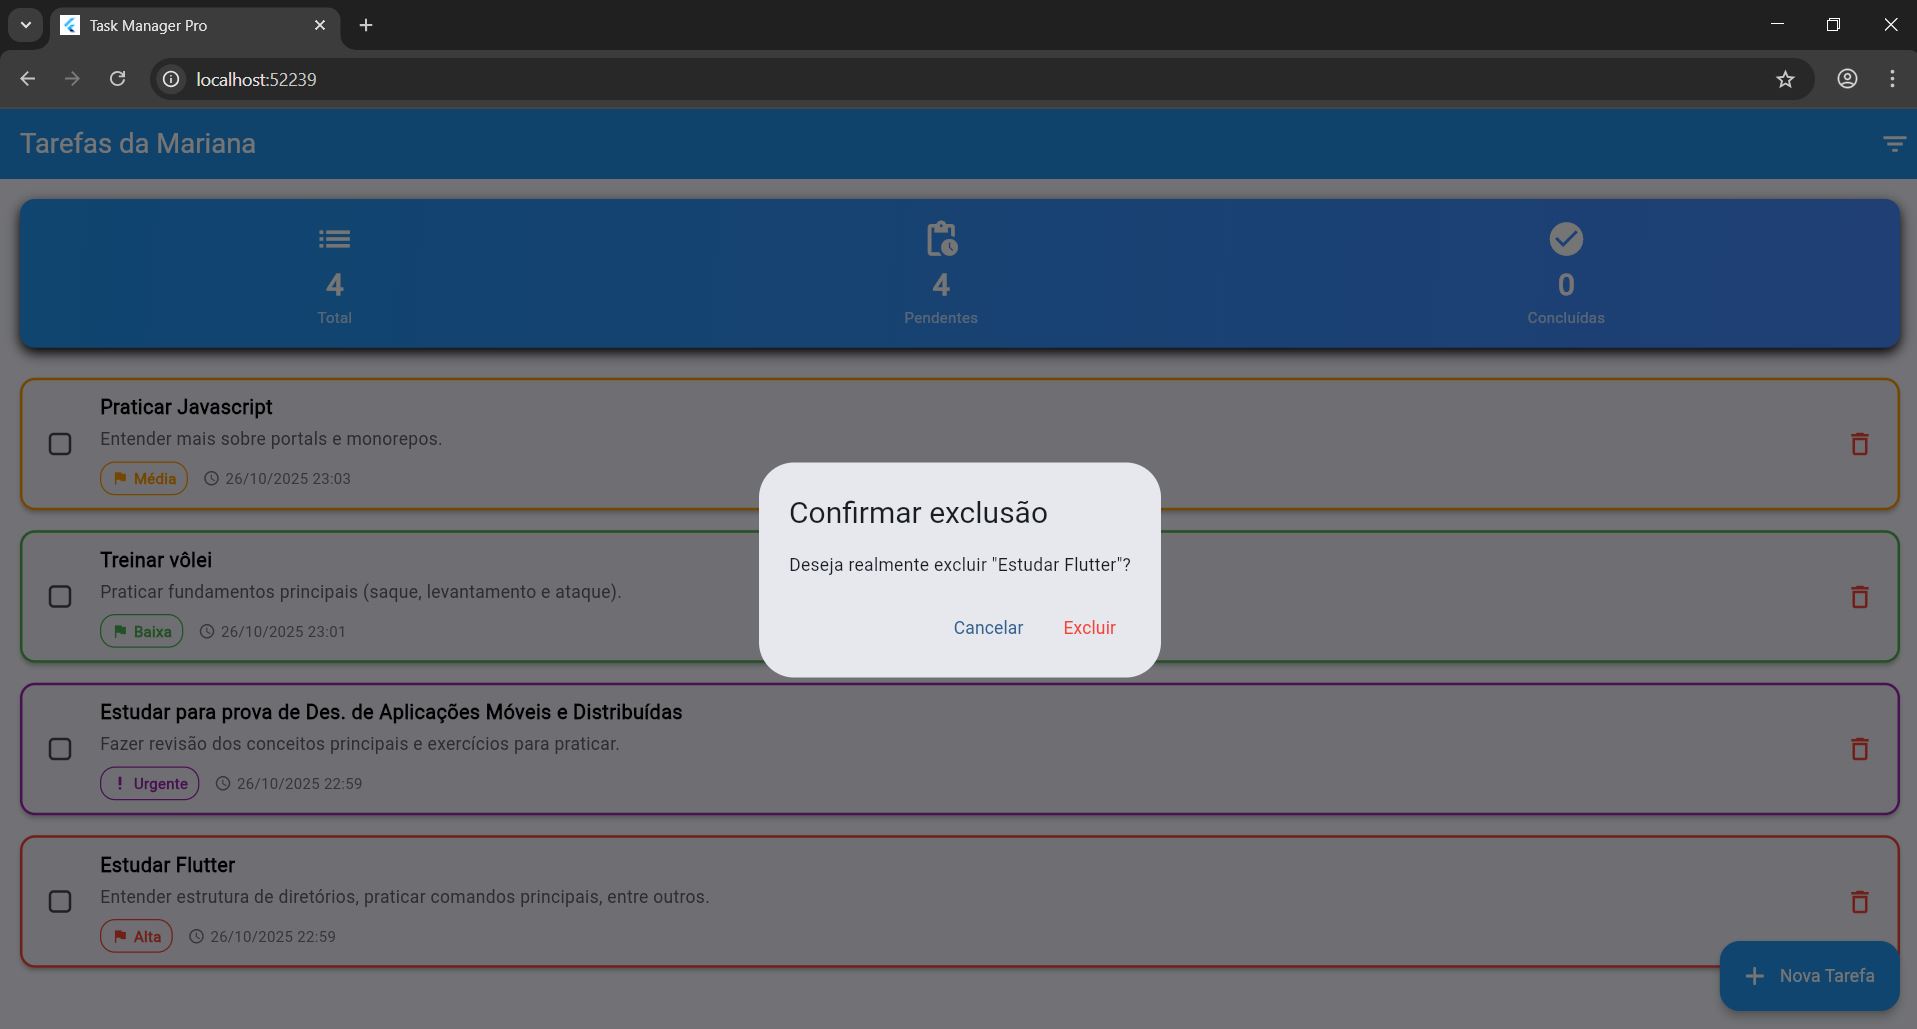 Task Manager Pro
localhost:52239
Tarefas da Mariana
4
Total
4
Pendentes
0
Concluídas
Praticar Javascript
Entender mais sobre portals e monorepos.
Média 26/10/2025 23:03
Treinar vôlei
Praticar fundamentos principais (saque, levantamento e ataque).
Baixa 26/10/2025 23:01
Estudar para prova de Des. de Aplicações Móveis e Distribuídas
Fazer revisão dos conceitos principais e exercícios para praticar.
Urgente 26/10/2025 22:59
Estudar Flutter
Entender estrutura de diretórios, praticar comandos principais, entre outros.
Alta 26/10/2025 22:59
Confirmar exclusão
Deseja realmente excluir "Estudar Flutter"?
Cancelar Excluir
Nova Tarefa